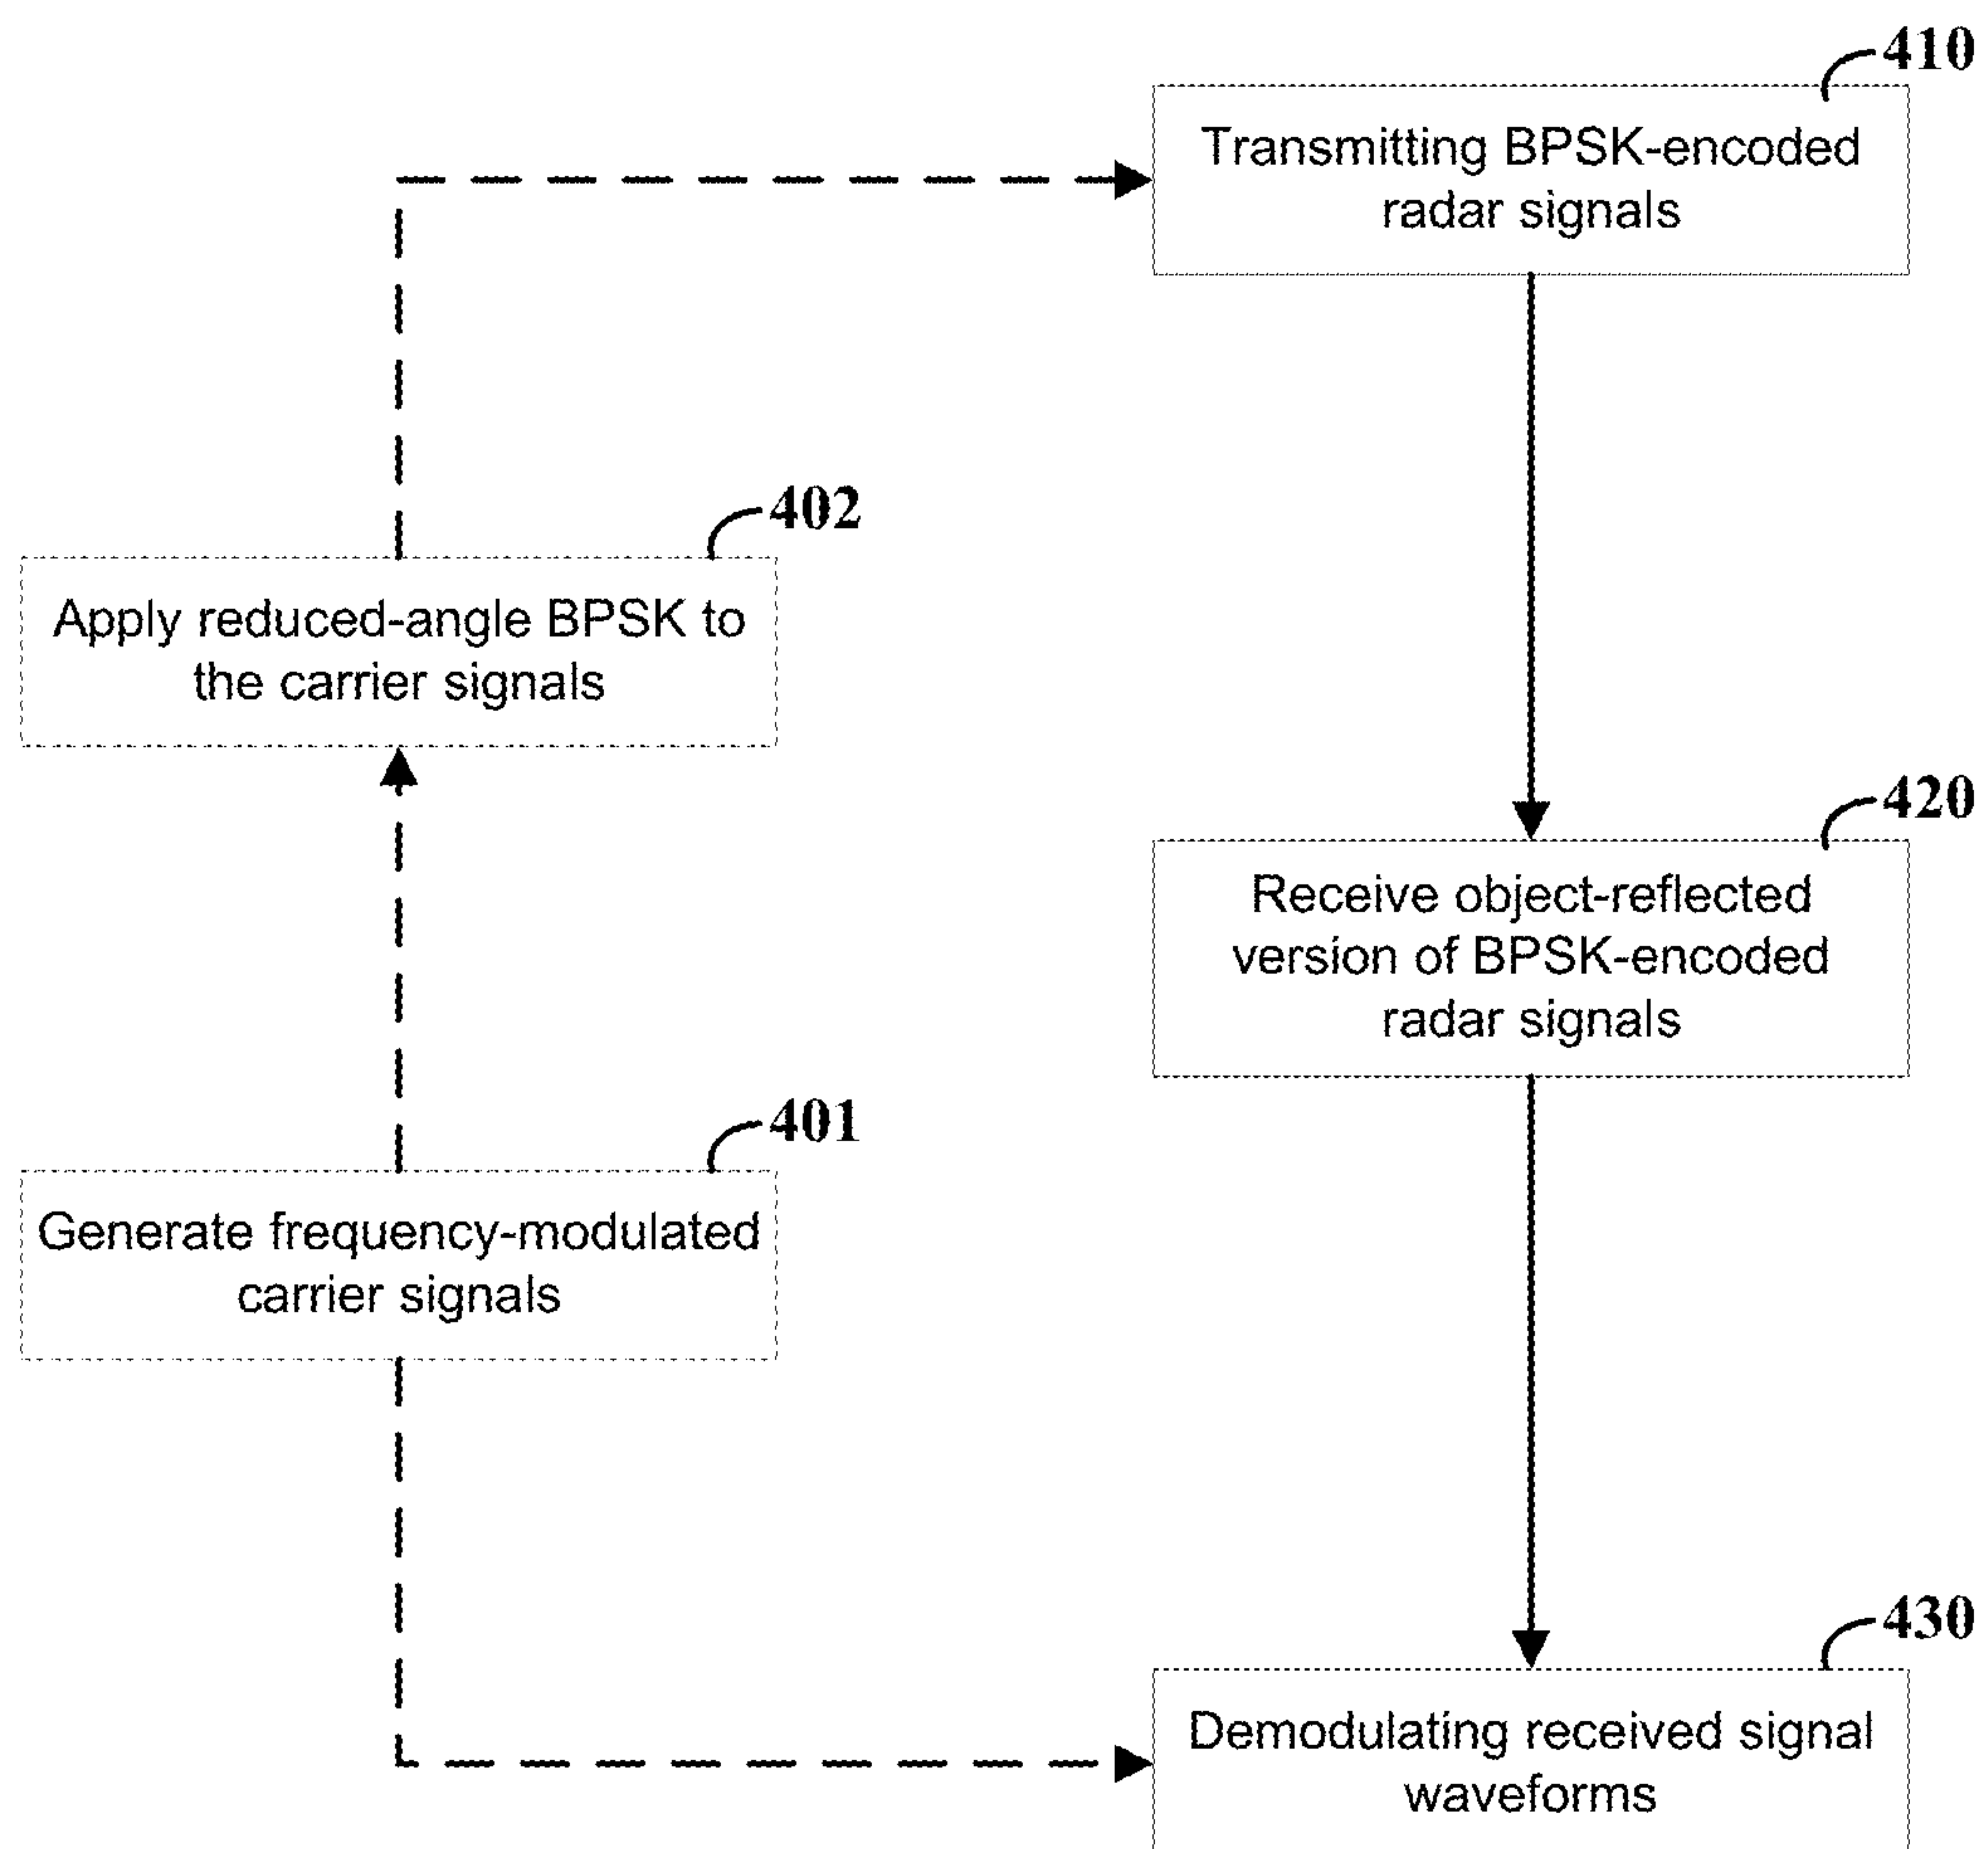 410
Transmitting BPSK-encoded
radar signals
402
Apply reduced-angle BPSK to
the carrier signals
420
Receive object-reflected
version of BPSK-encoded
radar signals
401
Generate frequency-modulated
carrier signals
430
Demodulating received signal
waveforms